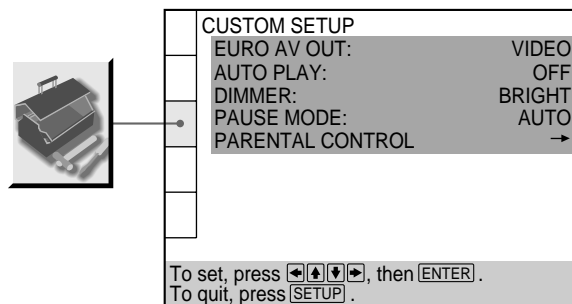 CUSTOM SETUP
EURO AV OUT: VIDEO
AUTO PLAY: OFF
DIMMER: BRIGHT
PAUSE MODE: AUTO
PARENTAL CONTROL →
To set, press ←↑↓→, then ENTER.
To quit, press SETUP.